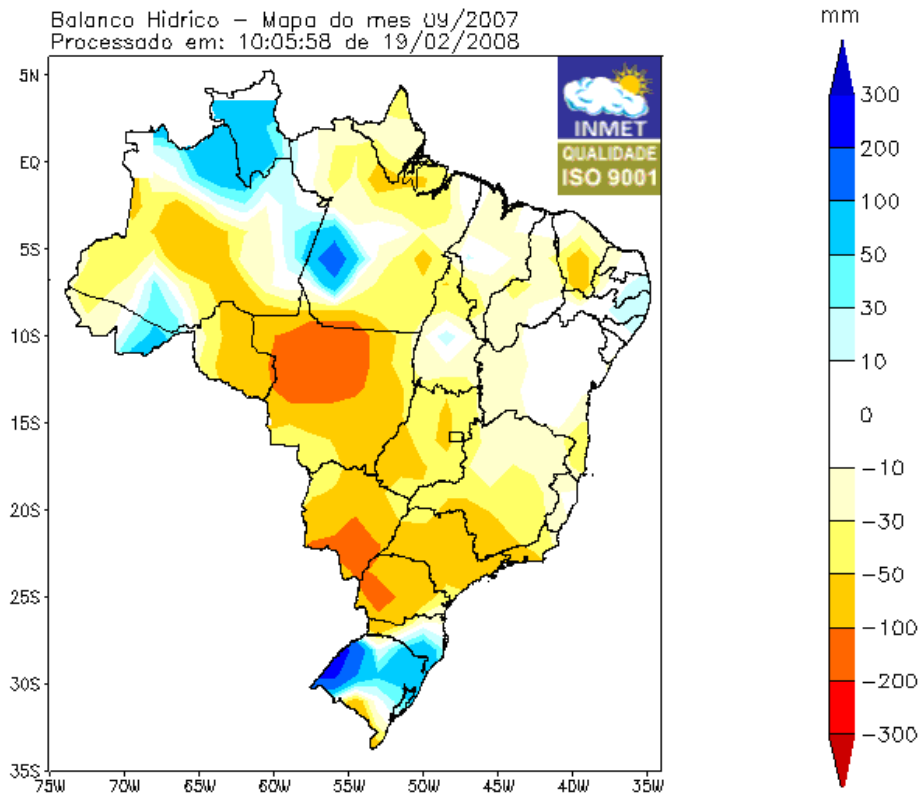 Balanco Hidrico - Mapa do mes 09/2007
Processado em: 10:05:58 de 19/02/2008
mm
INMET
QUALIDADE
ISO 9001
5N
EQ
5S
10S
15S
20S
25S
30S
35S
75W
70W
65W
60W
55W
50W
45W
40W
35W
300
200
100
50
30
10
0
-10
-30
-50
-100
-200
-300